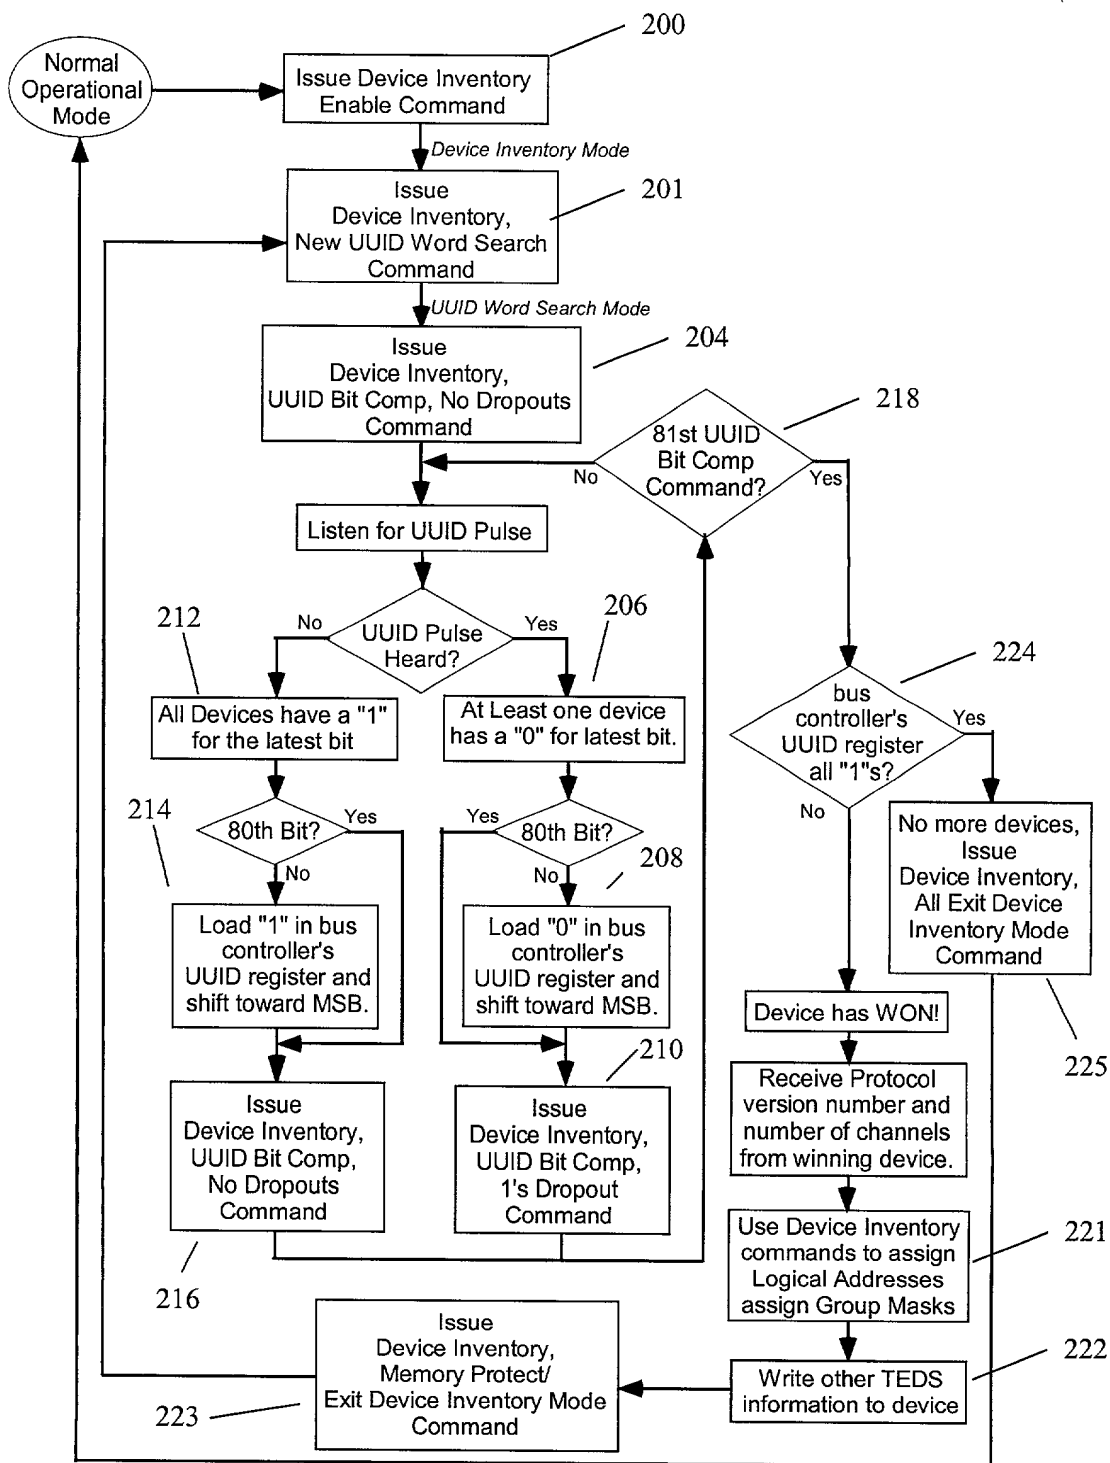 200
Normal
Operational
Mode
Issue Device Inventory
Enable Command
Device Inventory Mode
201
Issue
Device Inventory,
New UUID Word Search
Command
UUID Word Search Mode
204
Issue
Device Inventory,
UUID Bit Comp, No Dropouts
Command
218
81st UUID
Bit Comp
Command?
No
Yes
Listen for UUID Pulse
212
No
UUID Pulse
Heard?
Yes
206
All Devices have a "1"
for the latest bit
At Least one device
has a "0" for latest bit.
224
bus
controller's
UUID register
all "1"s?
Yes
No
214
80th Bit?
Yes
No
Yes
80th Bit?
No
208
Load "1" in bus
controller's
UUID register and
shift toward MSB.
Load "0" in bus
controller's
UUID register and
shift toward MSB.
No more devices,
Issue
Device Inventory,
All Exit Device
Inventory Mode
Command
225
Device has WON!
210
Issue
Device Inventory,
UUID Bit Comp,
No Dropouts
Command
216
Issue
Device Inventory,
UUID Bit Comp,
1's Dropout
Command
Receive Protocol
version number and
number of channels
from winning device.
Use Device Inventory
commands to assign
Logical Addresses
assign Group Masks
221
Issue
Device Inventory,
Memory Protect/
Exit Device Inventory Mode
Command
223
Write other TEDS
information to device
222